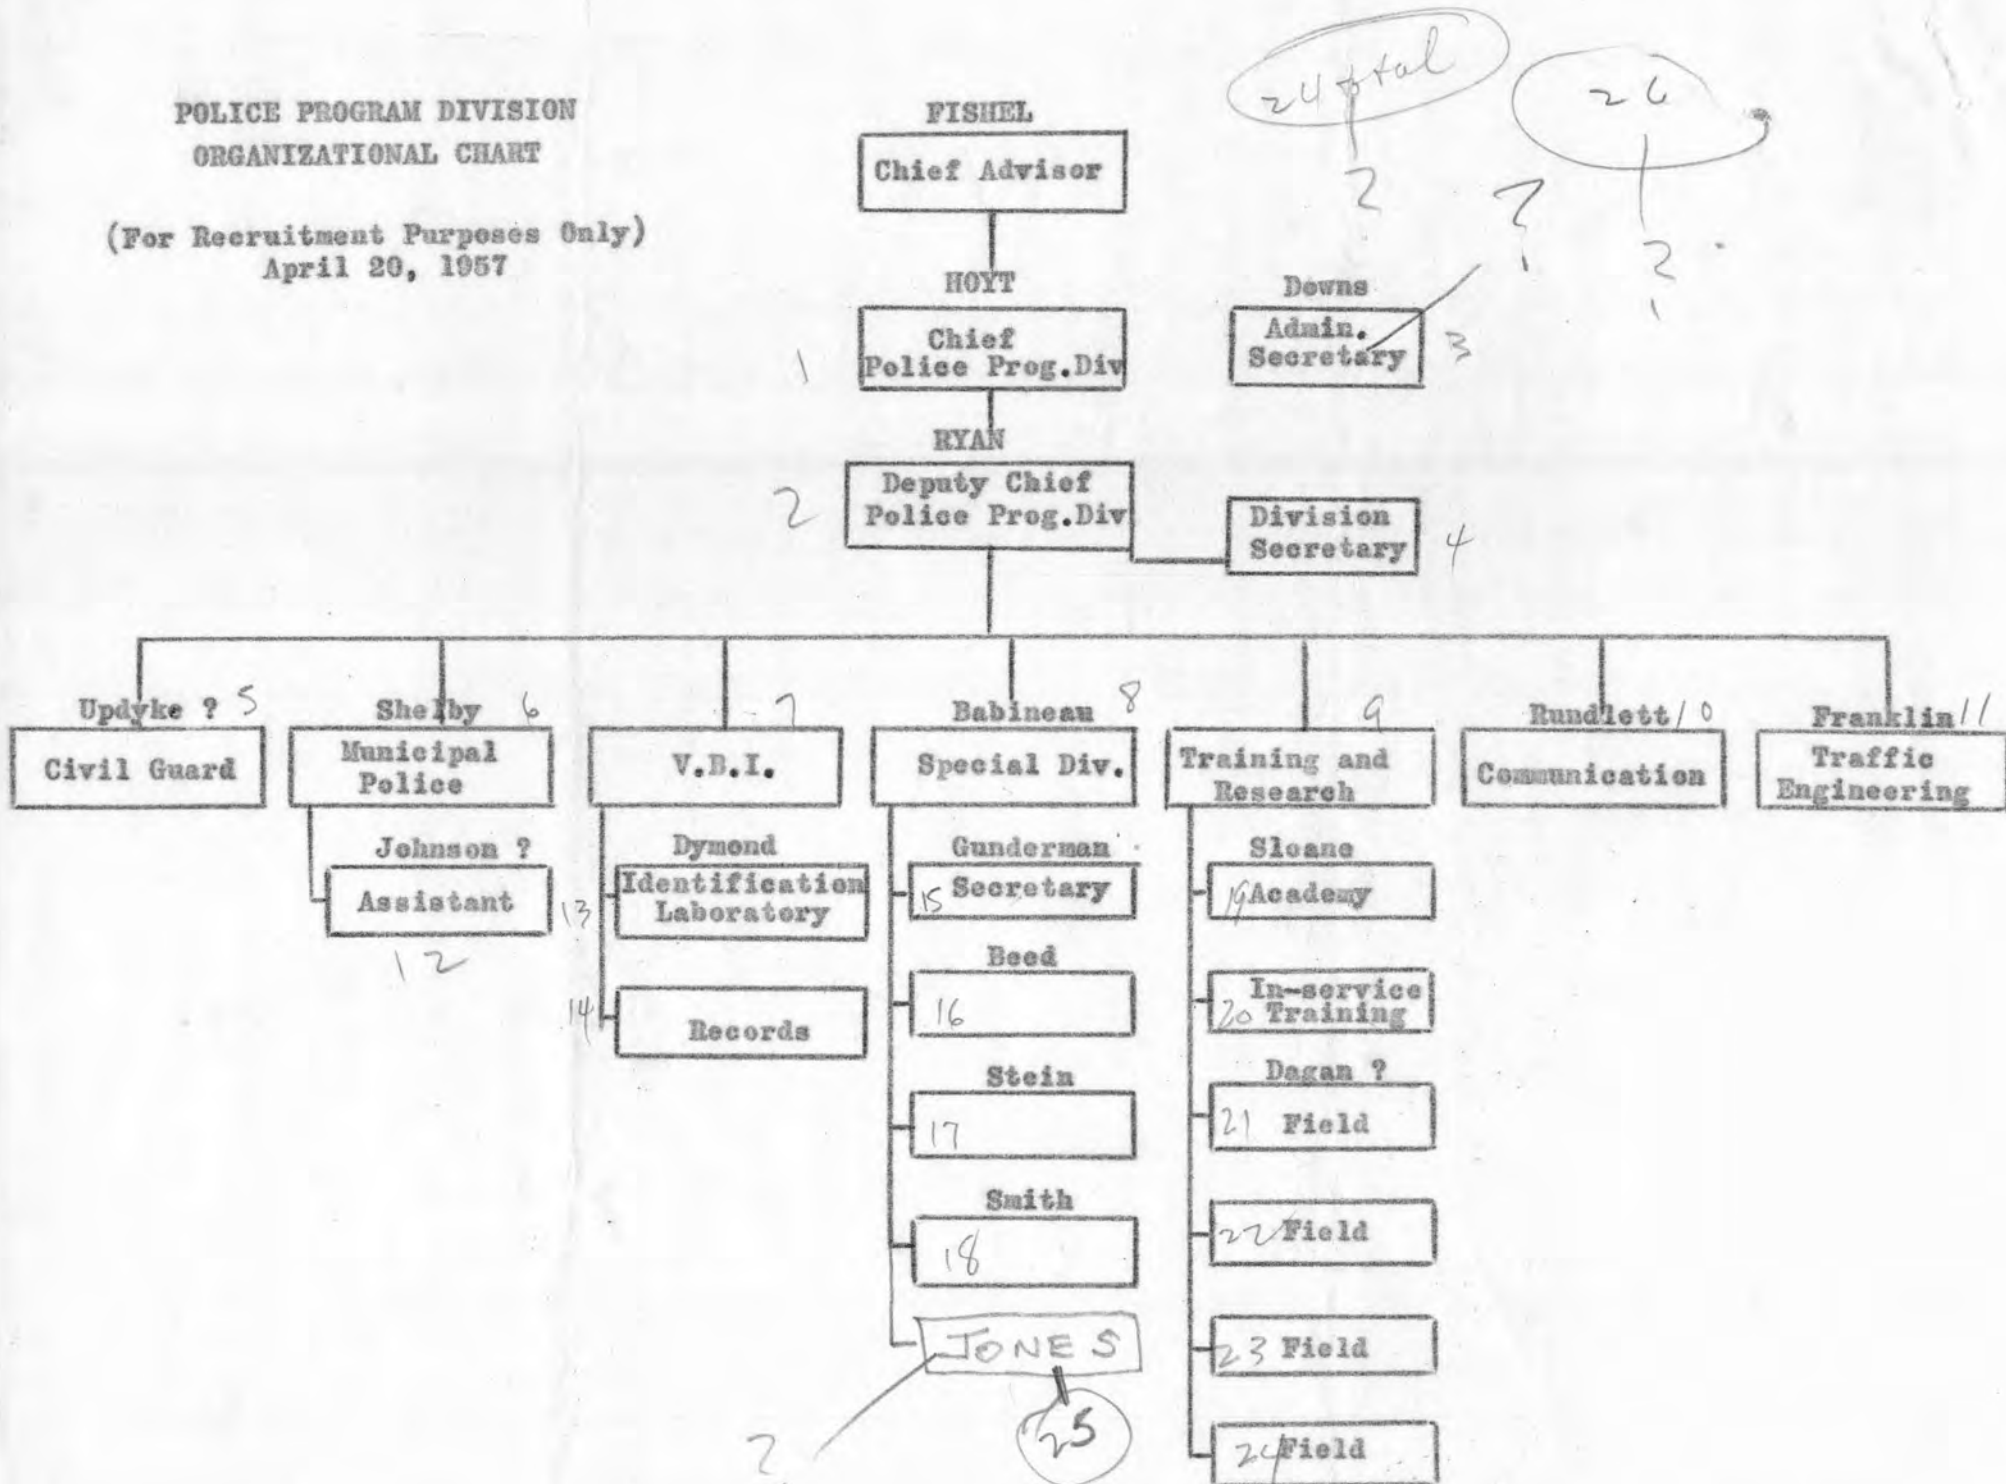 POLICE PROGRAM DIVISION
ORGANIZATIONAL CHART
(For Recruitment Purposes Only)
April 20, 1957
24 total
?
26
?
?
FISHEL
Chief Advisor
HOYT
1
Chief
Police Prog.Div
Downs
Admin.
Secretary
3
RYAN
2
Deputy Chief
Police Prog.Div
Division
Secretary
4
Updyke ? 5
Civil Guard
Shelby 6
Municipal
Police
Johnson ?
Assistant
12
7
V.B.I.
Dymond
13
Identification
Laboratory
14
Records
Babineau 8
Special Div.
Gunderman
15 Secretary
Beed
16
Stein
17
Smith
18
JONES
25
?
9
Training and
Research
Sloane
19 Academy
In-service
20 Training
Dagan ?
21 Field
22 Field
23 Field
24 Field
Rundlett 10
Communication
Franklin 11
Traffic
Engineering